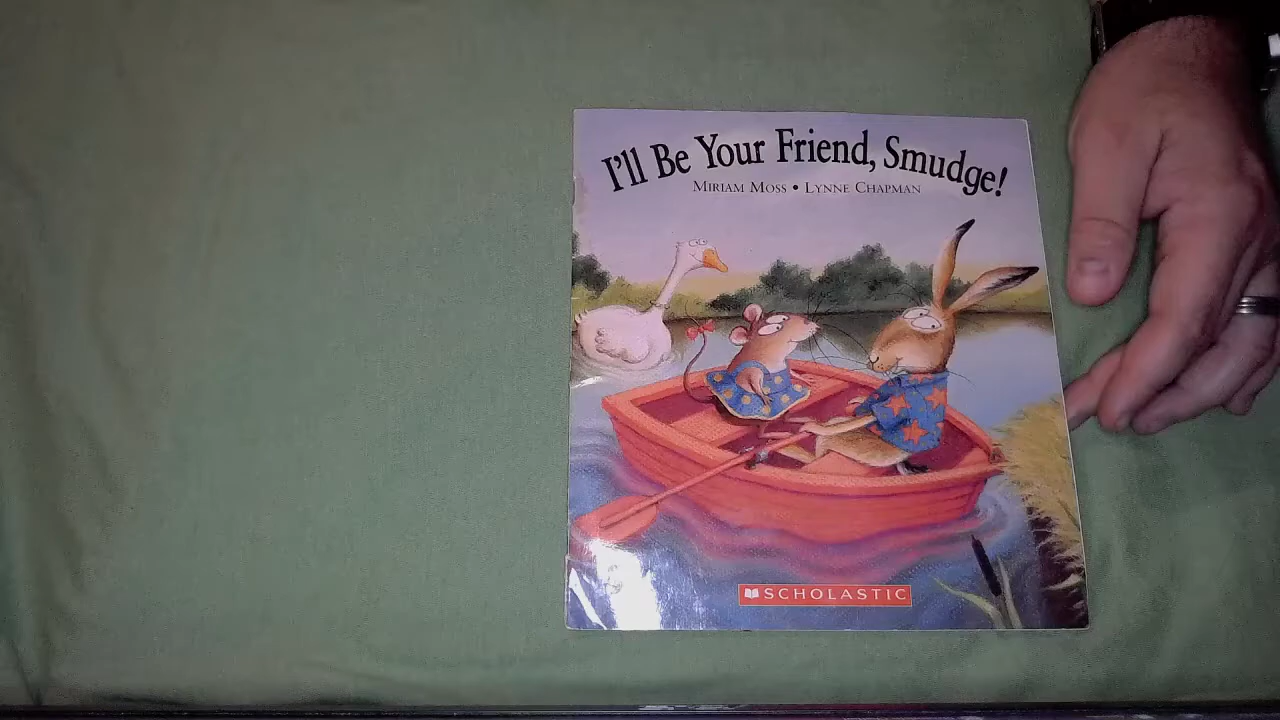 I'll Be Your Friend, Smudge!
MIRIAM MOSS • LYNNE CHAPMAN
SCHOLASTIC